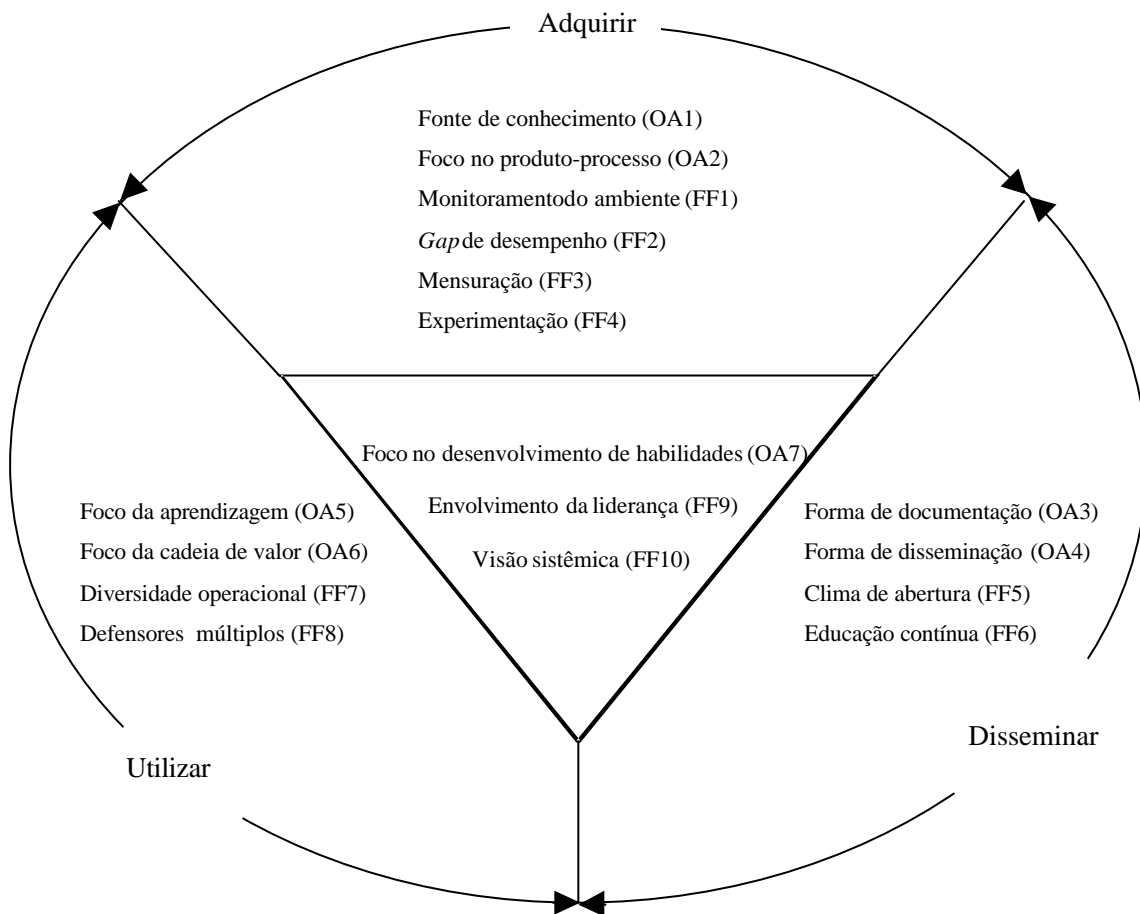 Adquirir
Fonte de conhecimento (OA1)
Foco no produto-processo (OA2)
Monitoramentodo ambiente (FF1)
Gap de desempenho (FF2)
Mensuração (FF3)
Experimentação (FF4)
Foco no desenvolvimento de habilidades (OA7)
Envolvimento da liderança (FF9)
Visão sistêmica (FF10)
Foco da aprendizagem (OA5)
Foco da cadeia de valor (OA6)
Diversidade operacional (FF7)
Defensores múltiplos (FF8)
Forma de documentação (OA3)
Forma de disseminação (OA4)
Clima de abertura (FF5)
Educação contínua (FF6)
Disseminar
Utilizar